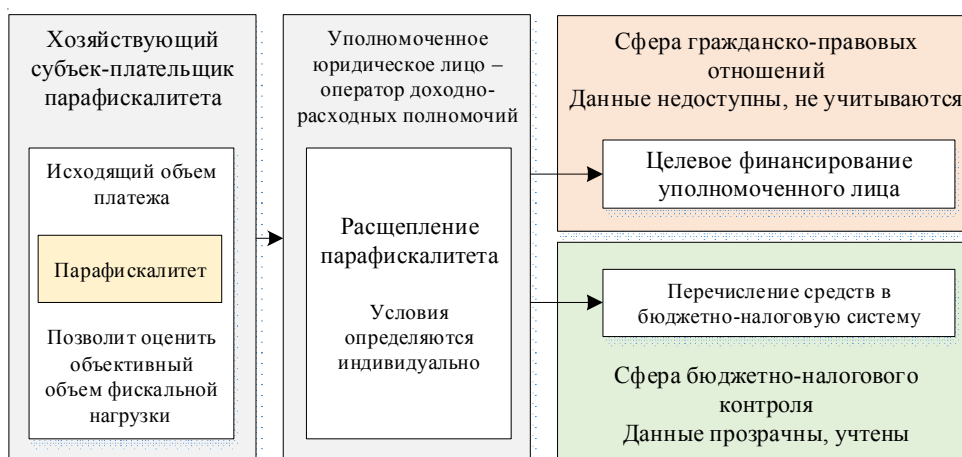 Хозяйствующий
субъек-плательщик
парафискалитета
Исходящий объем
платежа
Парафискалитет
Позволит оценить
объективный
объем фискальной
нагрузки
Уполномоченное
юридическое лицо –
оператор доходно-
расходных полномочий
Расщепление
парафискалитета
Условия
определяются
индивидуально
Сфера гражданско-правовых
отношений
Данные недоступны, не учитываются
Целевое финансирование
уполномоченного лица
Перечисление средств в
бюджетно-налоговую систему
Сфера бюджетно-налогового
контроля
Данные прозрачны, учтены